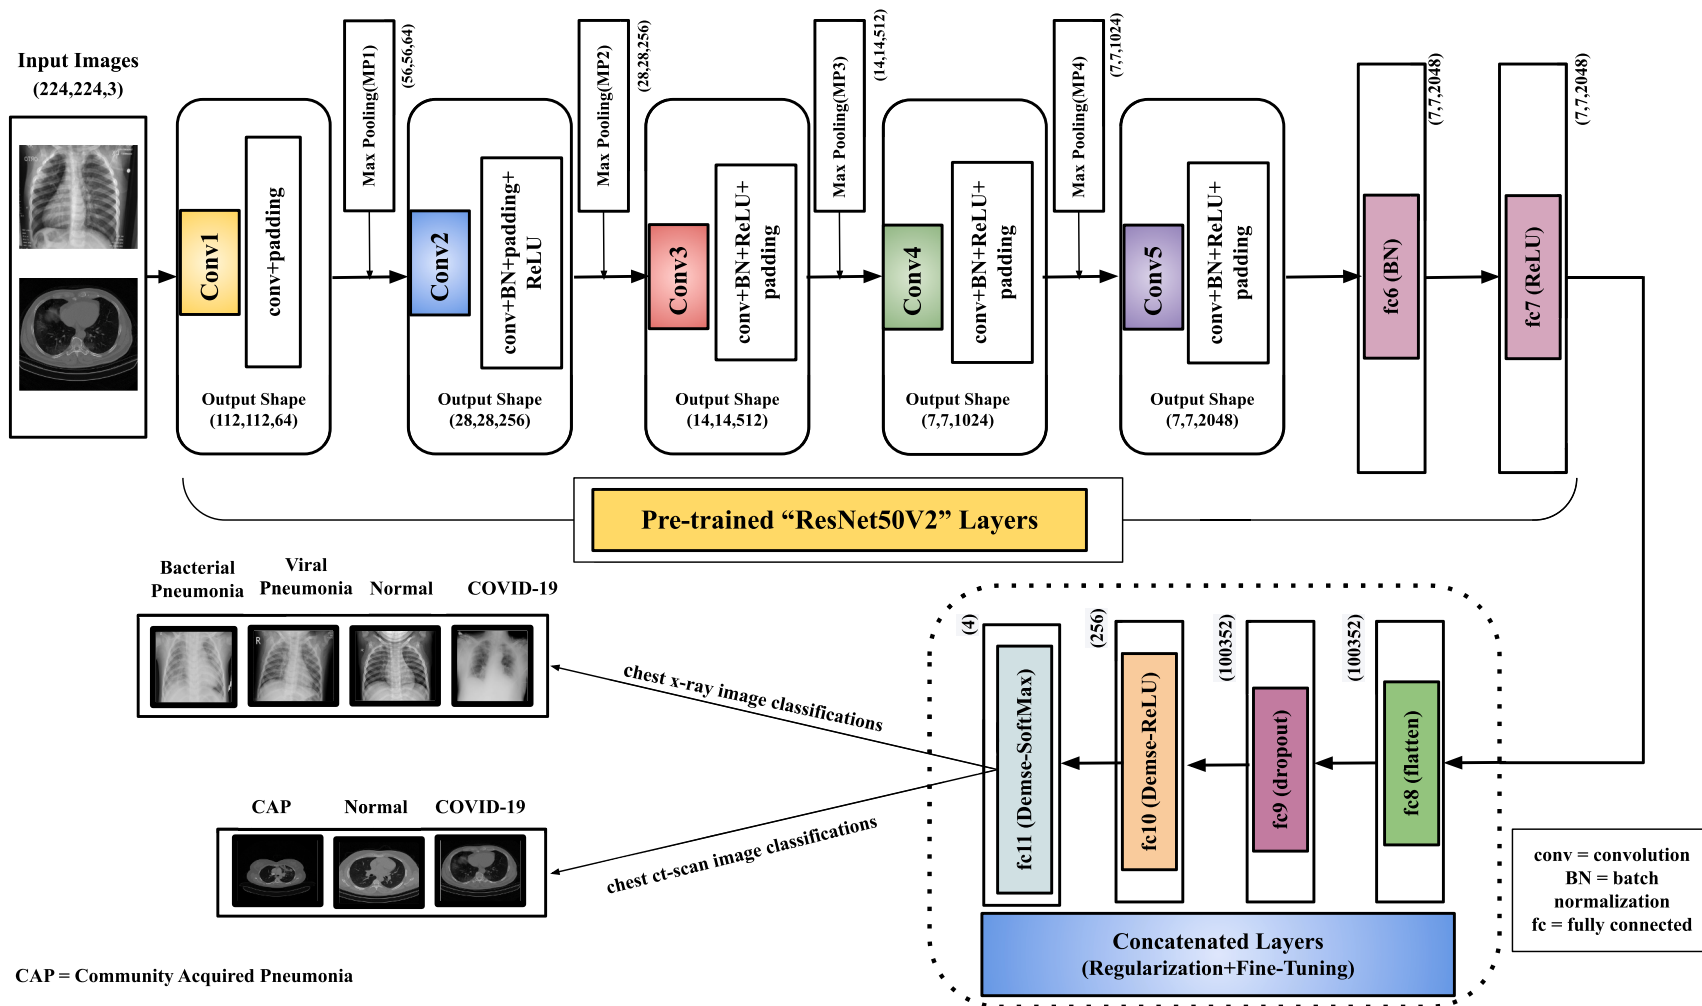 Input Images
(224,224,3)
Conv1
conv+padding
Output Shape
(112,112,64)
Max Pooling(MP1)
(56,56,64)
Conv2
conv+BN+padding+
ReLU
Output Shape
(28,28,256)
Max Pooling(MP2)
(28,28,256)
Conv3
conv+BN+ReLU+
padding
Output Shape
(14,14,512)
Max Pooling(MP3)
(14,14,512)
Conv4
conv+BN+ReLU+
padding
Output Shape
(7,7,1024)
Max Pooling(MP4)
(7,7,1024)
Conv5
conv+BN+ReLU+
padding
Output Shape
(7,7,2048)
fc6 (BN)
(7,7,2048)
fc7 (ReLU)
(7,7,2048)
Pre-trained “ResNet50V2” Layers
Bacterial
Pneumonia
Viral
Pneumonia
Normal
COVID-19
R
chest x-ray image classifications
CAP
Normal
COVID-19
chest ct-scan image classifications
(4)
fc11 (Demse-SoftMax)
(256)
fc10 (Demse-ReLU)
(100352)
fc9 (dropout)
(100352)
fc8 (flatten)
Concatenated Layers
(Regularization+Fine-Tuning)
conv = convolution
BN = batch
normalization
fc = fully connected
CAP = Community Acquired Pneumonia